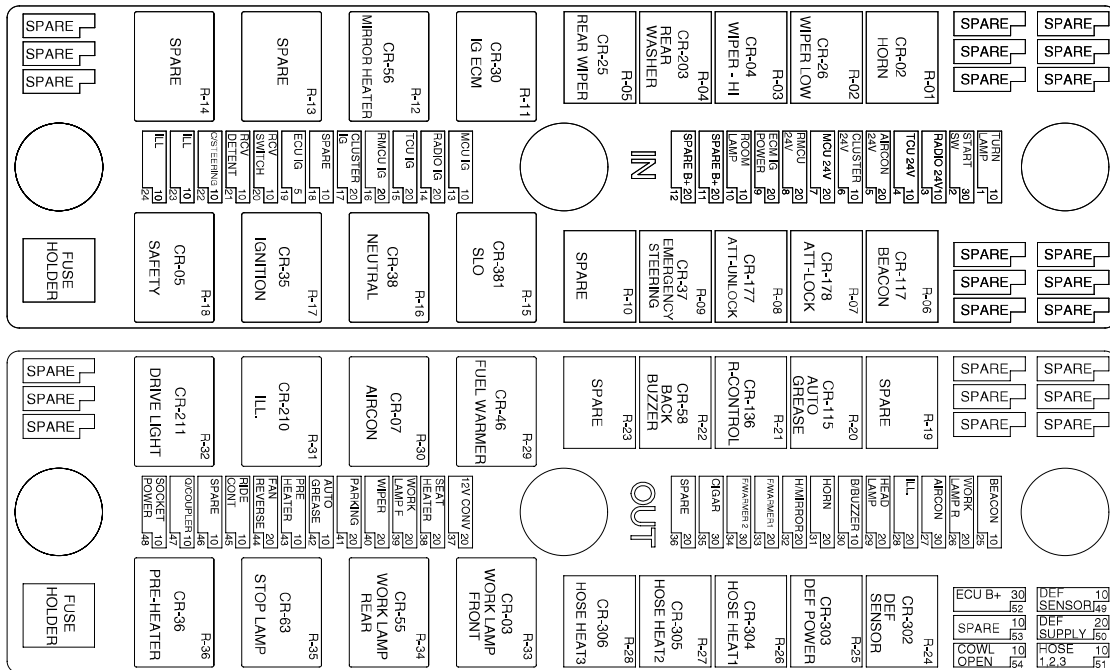 SPARE
SPARE
SPARE
SPARE
R-14
SPARE
R-13
CR-56
MIRROR HEATER
R-12
CR-30
IG ECM
R-11
CR-25
REAR WIPER
R-05
CR-203
REAR
WASHER
R-04
CR-04
WIPER - HI
R-03
CR-26
WIPER LOW
R-02
CR-02
HORN
R-01
SPARE
SPARE
SPARE
SPARE
SPARE
SPARE
ILL 10
24
ILL 10
23
C/STEERING 10
22
RCV
DETENT 10
21
RCV
SWITCH 10
20
ECU IG 5
19
SPARE 10
18
CLUSTER
IG 20
17
RMCU IG 20
16
TCU IG 20
15
RADIO IG 20
14
MCU IG 10
13
IN
SPARE B+ 20
12
SPARE B+ 20
11
ROOM
LAMP 10
10
ECM IG
POWER 20
9
RMCU
24V 20
8
MCU 24V 20
7
CLUSTER
24V 10
6
AIRCON
24V 20
5
TCU 24V 10
4
RADIO 24V 10
3
START
SW 30
2
TURN
LAMP 10
1
FUSE
HOLDER
CR-05
SAFETY
R-18
CR-35
IGNITION
R-17
CR-38
NEUTRAL
R-16
CR-381
SLO
R-15
SPARE
R-10
CR-37
EMERGENCY
STEERING
R-09
CR-177
ATT-UNLOCK
R-08
CR-178
ATT-LOCK
R-07
CR-117
BEACON
R-06
SPARE
SPARE
SPARE
SPARE
SPARE
SPARE
SPARE
SPARE
SPARE
CR-211
DRIVE LIGHT
R-32
CR-210
ILL.
R-31
CR-07
AIRCON
R-30
CR-46
FUEL WARMER
R-29
SPARE
R-23
CR-58
BACK
BUZZER
R-22
CR-136
R-CONTROL
R-21
CR-115
AUTO
GREASE
R-20
SPARE
R-19
SPARE
SPARE
SPARE
SPARE
SPARE
SPARE
SOCKET
POWER 10
48
Q/COUPLER 10
47
SPARE 10
46
RIDE
CONT 10
45
FAN
REVERSE 20
44
PRE
HEATER 10
43
AUTO
GREASE 10
42
PARKING 20
41
WIPER 20
40
WORK
LAMP F 20
39
SEAT
HEATER 20
38
12V CONV 20
37
OUT
SPARE 20
36
CIGAR 30
35
F/WARMER 2 30
34
F/WARMER1 20
33
H/MIRROR 20
32
HORN 20
31
B/BUZZER 10
30
HEAD
LAMP 20
29
ILL. 20
28
AIRCON 30
27
WORK
LAMP R 20
26
BEACON 10
25
FUSE
HOLDER
CR-36
PRE-HEATER
R-36
CR-63
STOP LAMP
R-35
CR-55
WORK LAMP
REAR
R-34
CR-03
WORK LAMP
FRONT
R-33
CR-306
HOSE HEAT3
R-28
CR-305
HOSE HEAT2
R-27
CR-304
HOSE HEAT1
R-26
CR-303
DEF POWER
R-25
CR-302
DEF
SENSOR
R-24
ECU B+ 30
52
DEF 10
SENSOR 49
SPARE 10
53
DEF 20
SUPPLY 50
COWL 10
OPEN 54
HOSE 10
1,2,3 51